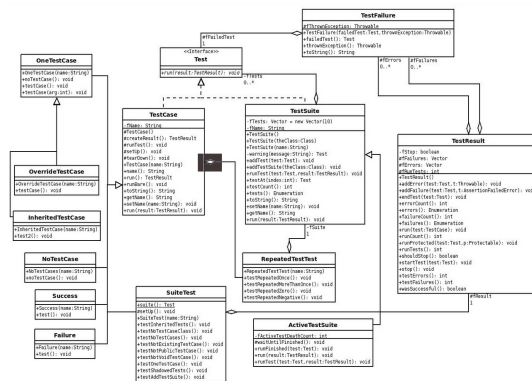 TestFailure
#fThrownException: Throwable
+TestFailure(failedTest:Test,thrownException:Throwable)
+failedTest(): Test
+thrownException(): Throwable
+toString(): String
#fFailedTest
1
<<Interface>>
Test
+run(result:TestResult): void
-fTests
0..*
#fErrors
0..*
#fFailures
0..*
OneTestCase
+OneTestCase(name:String)
+noTestCase(): void
+testCase(): void
+testCase(arg:int): void
TestCase
-fName: String
#TestCase()
#createResult(): TestResult
#runTest(): void
#setUp(): void
#tearDown(): void
+TestCase(name:String)
+name(): String
+run(): TestResult
+runBare(): void
+toString(): String
+getName(): String
+setName(name:String): void
+run(result:TestResult): void
TestSuite
-fTests: Vector = new Vector(10)
-fName: String
+TestSuite()
+TestSuite(theClass:Class)
+TestSuite(name:String)
-warning(message:String): Test
+addTest(test:Test): void
+addTestSuite(theClass:Class): void
+runTest(test:Test,result:TestResult): void
+testAt(index:int): Test
+testCount(): int
+tests(): Enumeration
+toString(): String
+setName(name:String): void
+getName(): String
+run(result:TestResult): void
TestResult
-fStop: boolean
#fFailures: Vector
#fErrors: Vector
#fRunTests: int
+TestResult()
+addError(test:Test,t:Throwable): void
+addFailure(test:Test,t:AssertionFailedError): void
+endTest(test:Test): void
+errorCount(): int
+errors(): Enumeration
+failureCount(): int
+failures(): Enumeration
+run(test:TestCase): void
+runCount(): int
+runProtected(test:Test,p:Protectable): void
+runTests(): int
+shouldStop(): boolean
+startTest(test:Test): void
+stop(): void
+testErrors(): int
+testFailures(): int
+wasSuccessful(): boolean
OverrideTestCase
+OverrideTestCase(name:String)
+testCase(): void
InheritedTestCase
+InheritedTestCase(name:String)
+test2(): void
NoTestCase
+NoTestCases(name:String)
+noTestCase(): void
Success
+Success(name:String)
+test(): void
Failure
+Failure(name:String)
+test(): void
SuiteTest
+suite(): Test
#setUp(): void
+SuiteTest(name:String)
+testInheritedTests(): void
+testNoTestCaseClass(): void
+testNoTestCases(): void
+testNotExistingTestCase(): void
+testNotPublicTestCase(): void
+testNotVoidTestCase(): void
+testOneTestCase(): void
+testShadowedTests(): void
+testAddTestSuite(): void
-fSuite
1
RepeatedTestTest
+RepeatedTestTest(name:String)
+testRepeatedOnce(): void
+testRepeatedMoreThanOnce(): void
+testRepeatedZero(): void
+testRepeatedNegative(): void
#fResult
1
ActiveTestSuite
-fActiveTestDeathCount: int
#waitUntilFinished(): void
+runFinished(test:Test): void
+run(result:TestResult): void
+runTest(test:Test,result:TestResult): void